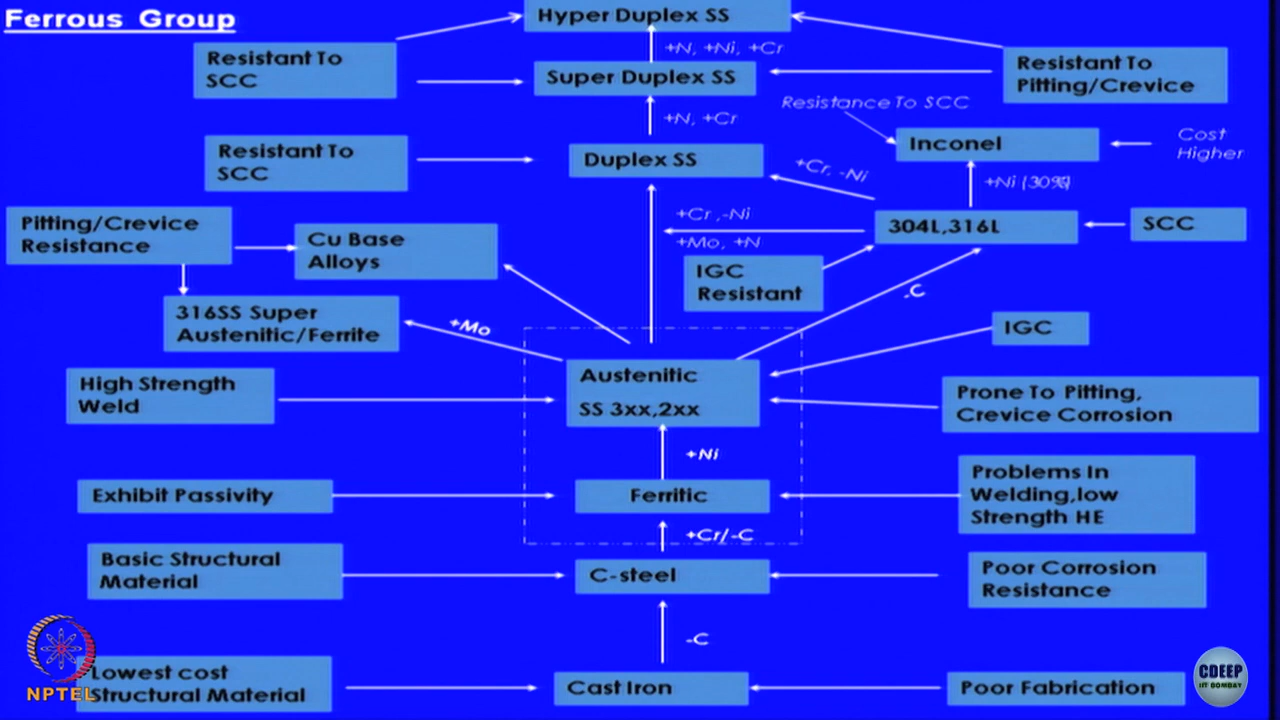 Ferrous Group
Hyper Duplex SS
+N, +Ni, +Cr
Resistant To
SCC
Super Duplex SS
Resistant To
Pitting/Crevice
+N, +Cr
Resistance To SCC
Inconel
Cost
Higher
Resistant To
SCC
Duplex SS
+Cr, -Ni
+Ni (30%)
Pitting/Crevice
Resistance
Cu Base
Alloys
+Cr ,-Ni
+Mo, +N
304L,316L
SCC
IGC
Resistant
-C
316SS Super
Austenitic/Ferrite
+Mo
IGC
High Strength
Weld
Austenitic
SS 3xx,2xx
Prone To Pitting,
Crevice Corrosion
+Ni
Exhibit Passivity
Ferritic
Problems In
Welding,low
Strength HE
+Cr/-C
Basic Structural
Material
C-steel
Poor Corrosion
Resistance
-C
Lowest cost
Structural Material
Cast Iron
Poor Fabrication
NPTEL
CDEEP
IIT BOMBAY